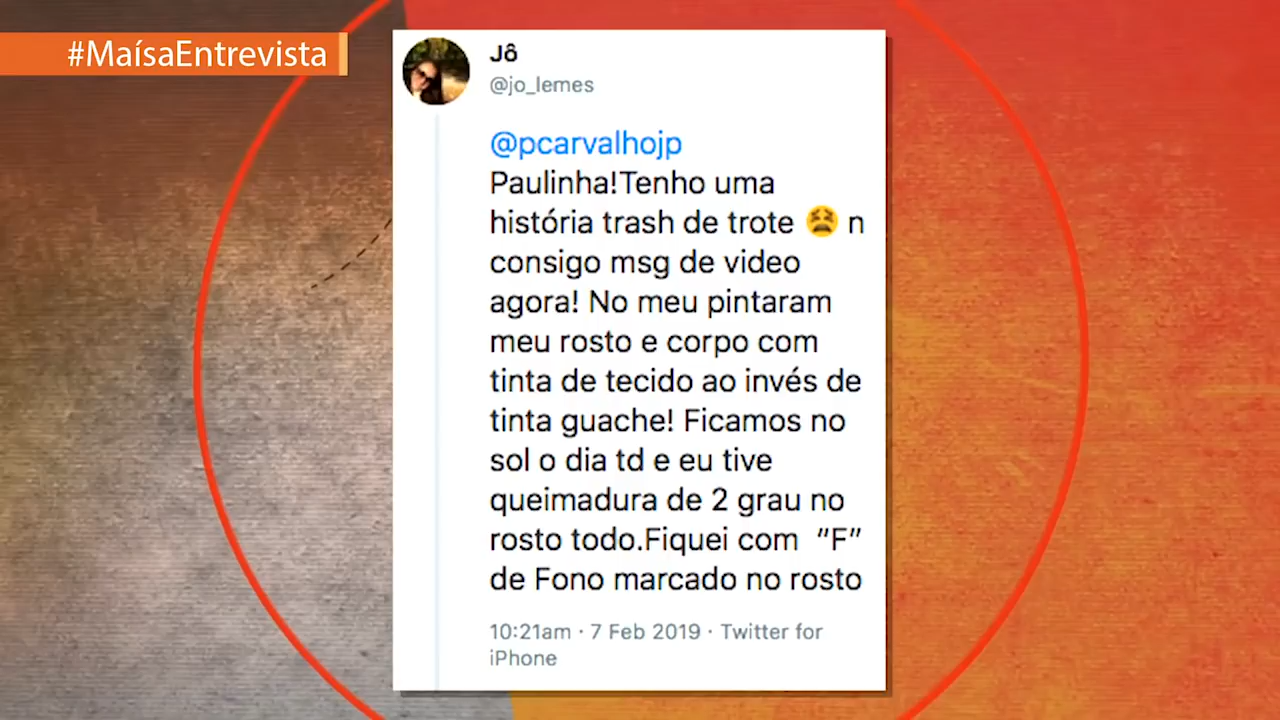 #MaísaEntrevista
Jô
@jo_lemes
@pcarvalhojp
Paulinha!Tenho uma
história trash de trote 😫 n
consigo msg de video
agora! No meu pintaram
meu rosto e corpo com
tinta de tecido ao invés de
tinta guache! Ficamos no
sol o dia td e eu tive
queimadura de 2 grau no
rosto todo.Fiquei com "F"
de Fono marcado no rosto
10:21am · 7 Feb 2019 · Twitter for
iPhone